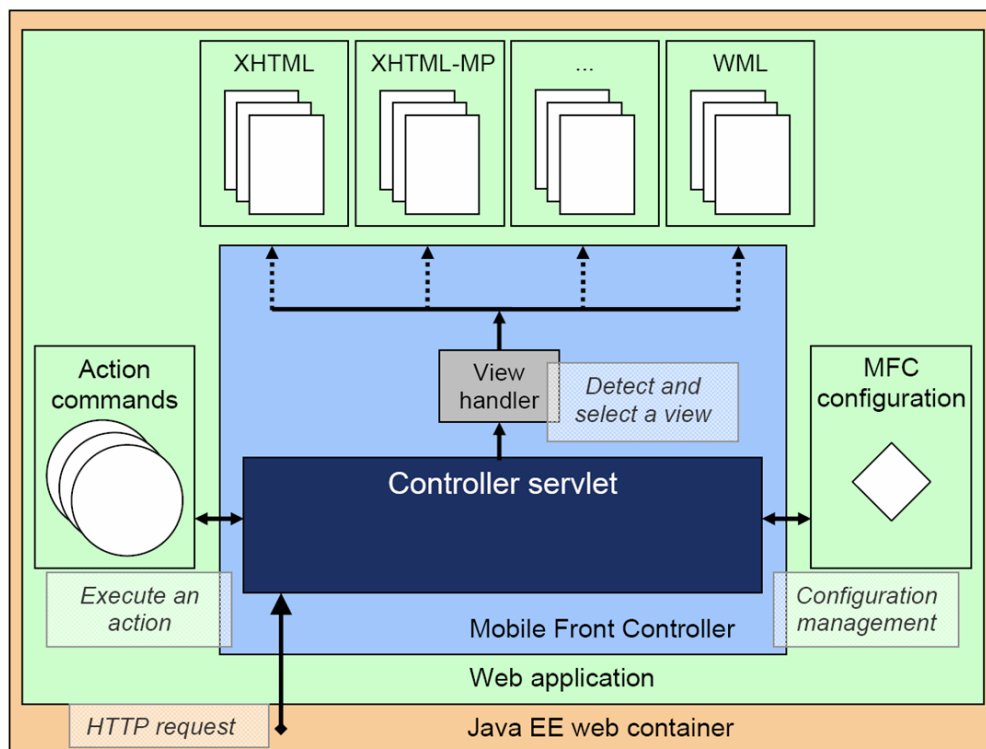 XHTML
XHTML-MP
...
WML
View
handler
Detect and
select a view
Action
commands
MFC
configuration
Controller servlet
Execute an
action
Configuration
management
Mobile Front Controller
Web application
HTTP request
Java EE web container